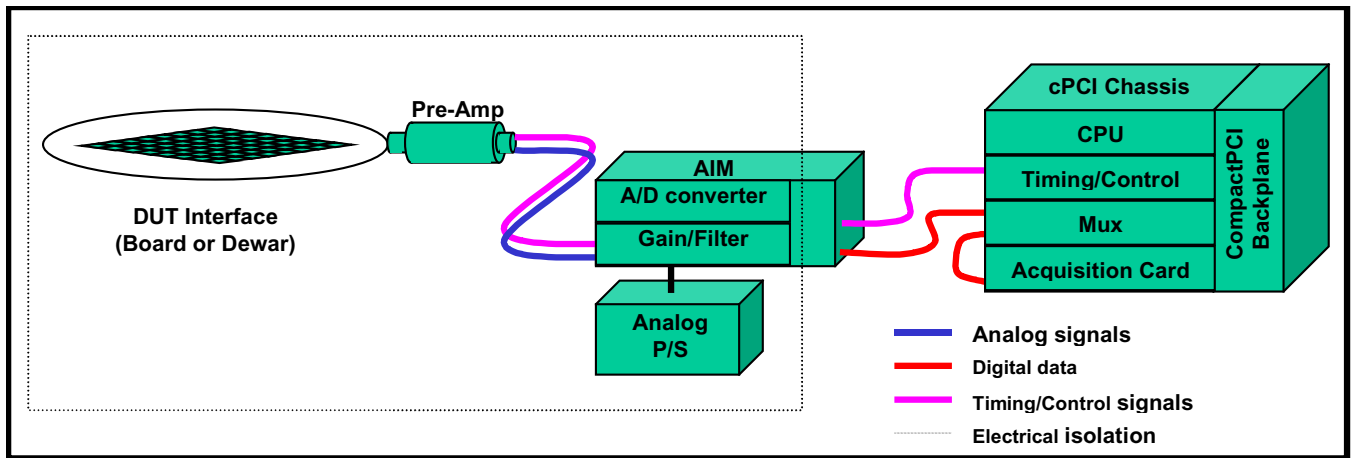 Pre-Amp
DUT Interface
(Board or Dewar)
AIM
A/D converter
Gain/Filter
Analog
P/S
cPCI Chassis
CPU
Timing/Control
Mux
Acquisition Card
CompactPCI
Backplane
Analog signals
Digital data
Timing/Control signals
Electrical isolation